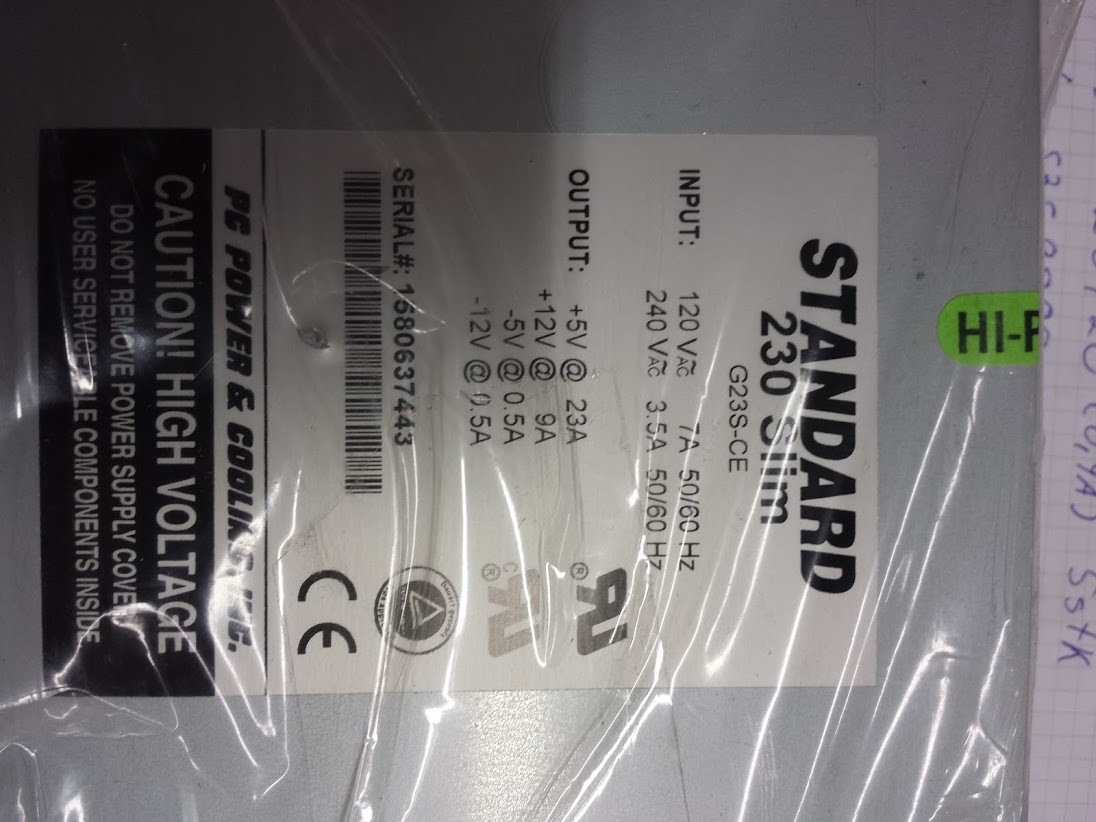 STANDARD
230 Slim
G23S-CE
INPUT: 120 VAC 7A 50/60 Hz
240 VAC 3.5A 50/60 Hz
OUTPUT: +5V @ 23A
+12V @ 9A
-5V @ 0.5A
-12V @ 0.5A
SERIAL#: 1580637443
PC POWER & COOLING INC.
CAUTION! HIGH VOLTAGE
DO NOT REMOVE POWER SUPPLY COVER
NO USER SERVICABLE COMPONENTS INSIDE
CE
HI-P
5stk